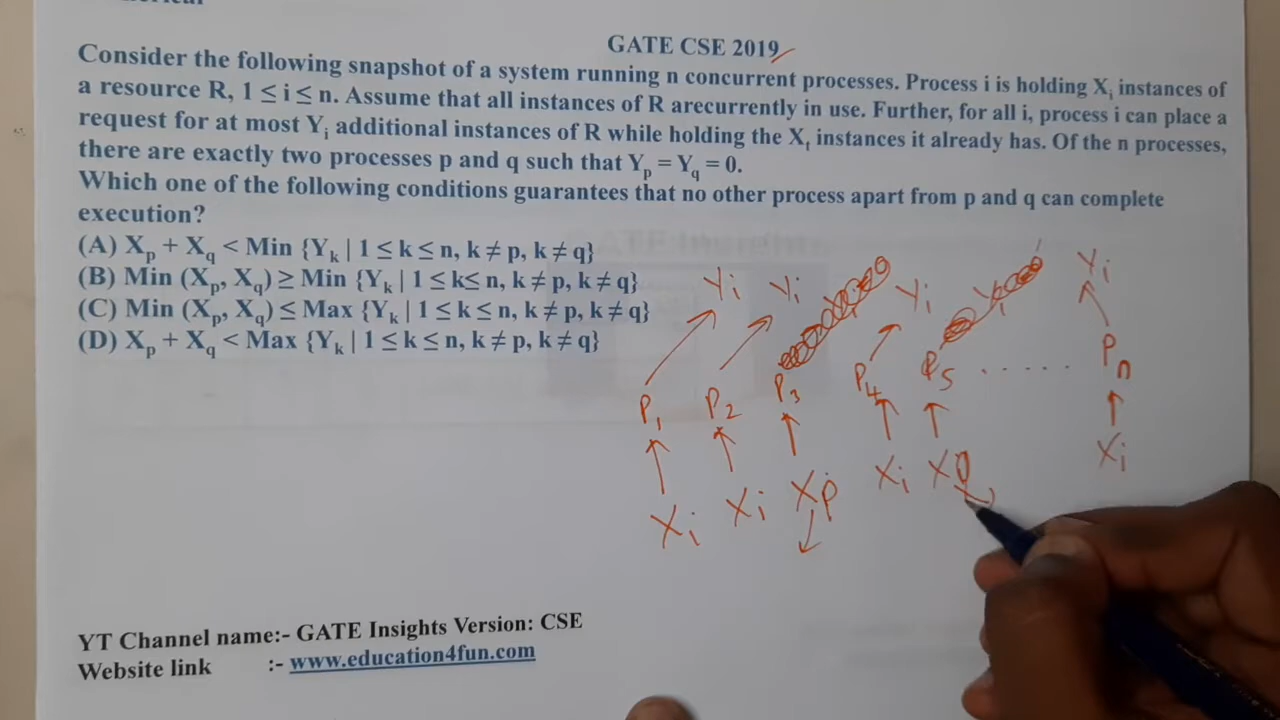 GATE CSE 2019
Consider the following snapshot of a system running n concurrent processes. Process i is holding Xi instances of
a resource R, 1 ≤ i ≤ n. Assume that all instances of R arecurrently in use. Further, for all i, process i can place a
request for at most Yi additional instances of R while holding the Xi instances it already has. Of the n processes,
there are exactly two processes p and q such that Yp = Yq = 0.
Which one of the following conditions guarantees that no other process apart from p and q can complete
execution?
(A) Xp + Xq < Min {Yk | 1 ≤ k ≤ n, k ≠ p, k ≠ q}
(B) Min (Xp, Xq) ≥ Min {Yk | 1 ≤ k≤ n, k ≠ p, k ≠ q}
(C) Min (Xp, Xq) ≤ Max {Yk | 1 ≤ k ≤ n, k ≠ p, k ≠ q}
(D) Xp + Xq < Max {Yk | 1 ≤ k ≤ n, k ≠ p, k ≠ q}
Yi Yi Yi Yi
P1 P2 P3 P4 P5 ...... Pn
Xi Xi Xp Xi XQ Xi
YT Channel name:- GATE Insights Version: CSE
Website link :- www.education4fun.com